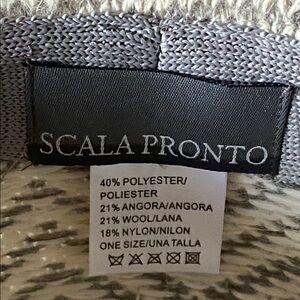 SCALA PRONTO
40% POLYESTER/
POLIESTER
21% ANGORA/ANGORA
21% WOOL/LANA
18% NYLON/NILON
ONE SIZE/UNA TALLA